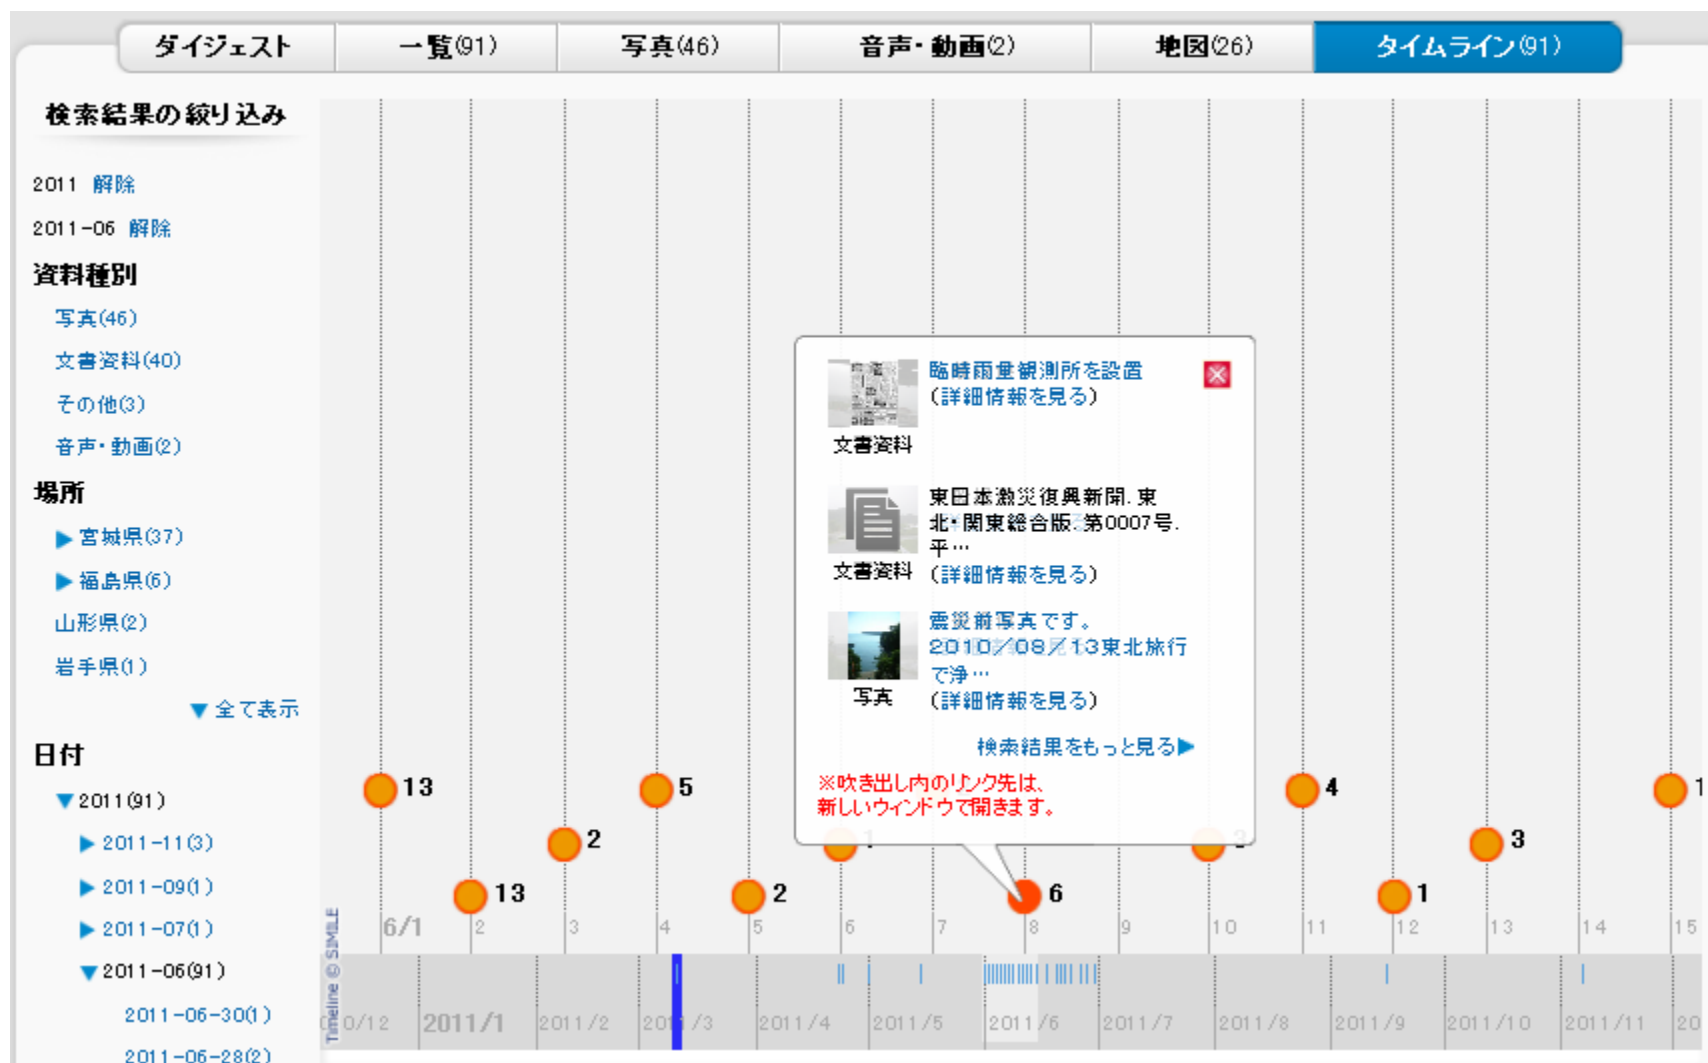 ダイジェスト
一覧(91)
写真(46)
音声・動画(2)
地図(26)
タイムライン(91)
検索結果の絞り込み
2011 解除
2011-06 解除
資料種別
写真(46)
文書資料(40)
その他(3)
音声・動画(2)
場所
▶宮城県(37)
▶福島県(6)
山形県(2)
岩手県(1)
▼全て表示
日付
▼2011(91)
▶2011-11(3)
▶2011-09(1)
▶2011-07(1)
▼2011-06(91)
2011-06-30(1)
2011-06-28(2)
臨時雨量観測所を設置
(詳細情報を見る)
文書資料
東日本激災復興新聞. 東
北・関東総合版. 第0007号.
平…
(詳細情報を見る)
文書資料
震災前写真です。
2010/08/13東北旅行
で浄…
(詳細情報を見る)
写真
検索結果をもっと見る▶
※吹き出し内のリンク先は、
新しいウィンドウで開きます。
13
5
4
1
2
1
3
3
13
2
6
1
6/1 2 3 4 5 6 7 8 9 10 11 12 13 14 15
Timeline © SIMILE
0/12 2011/1 2011/2 2011/3 2011/4 2011/5 2011/6 2011/7 2011/8 2011/9 2011/10 2011/11 20